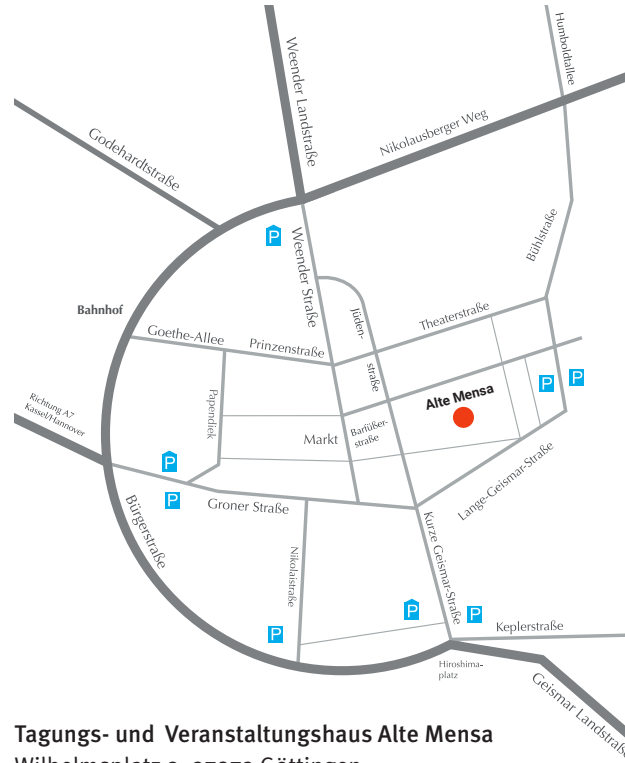 Humboldtallee
Weender Landstraße
Nikolausberger Weg
Godehardtstraße
P
Weender Straße
Bühlstraße
Bahnhof
Jüden-
straße
Theaterstraße
Goethe-Allee
Prinzenstraße
Papendiek
Richtung A7
Kassel/Hannover
Alte Mensa
P
P
Markt
Barfüßer-
straße
P
P
Lange-Geismar-Straße
Groner Straße
Bürgerstraße
Nikolaistraße
Kurze Geismar-Straße
P
P
P
Keplerstraße
Hiroshima-
platz
Geismar Landstraße
Tagungs- und Veranstaltungshaus Alte Mensa